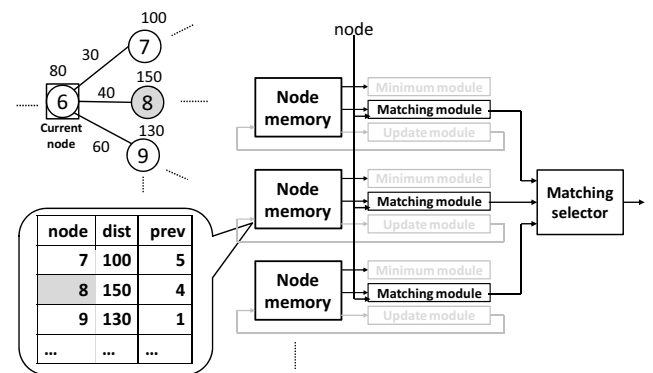 100
30
7
80
150
6
40
8
Current
node
130
60
9
node
Node
memory
Minimum module
Matching module
Update module
Node
memory
Minimum module
Matching module
Update module
Node
memory
Minimum module
Matching module
Update module
Matching
selector
node dist prev
7 100 5
8 150 4
9 130 1
... ... ...